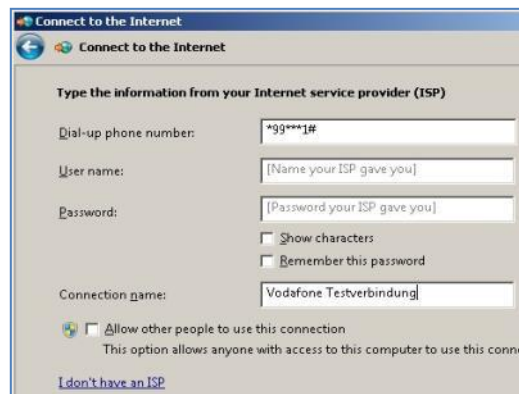 Connect to the Internet
Connect to the Internet
Type the information from your Internet service provider (ISP)
Dial-up phone number: *99***1#
User name: [Name your ISP gave you]
Password: [Password your ISP gave you]
Show characters
Remember this password
Connection name: Vodafone Testverbindung
Allow other people to use this connection
This option allows anyone with access to this computer to use this conn
I don't have an ISP